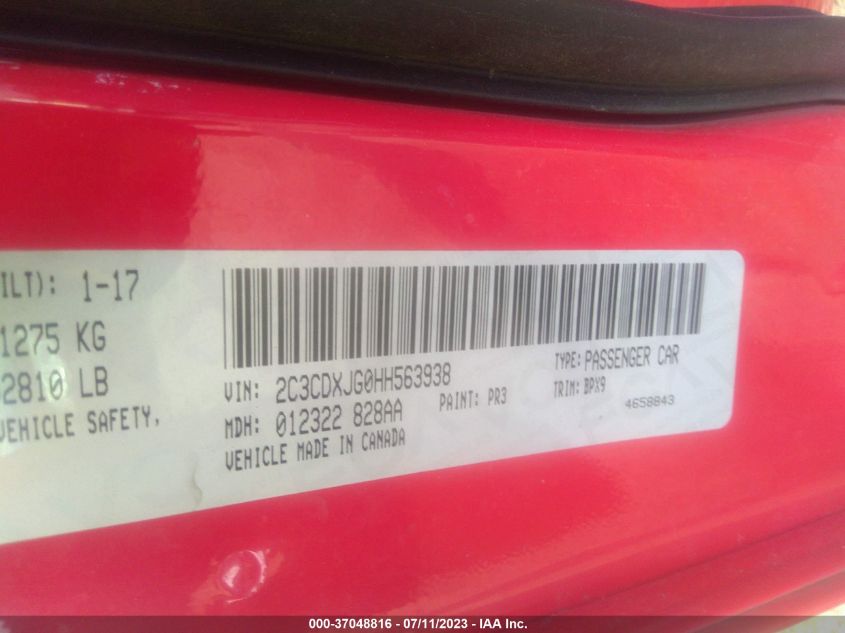 ILT): 1-17
1275 KG
2810 LB
VEHICLE SAFETY,
VIN: 2C3CDXJG0HH563938
MDH: 012322 828AA
VEHICLE MADE IN CANADA
PAINT: PR3
TYPE: PASSENGER CAR
TRIM: BPX9
4658843
000-37048816 - 07/11/2023 - IAA Inc.